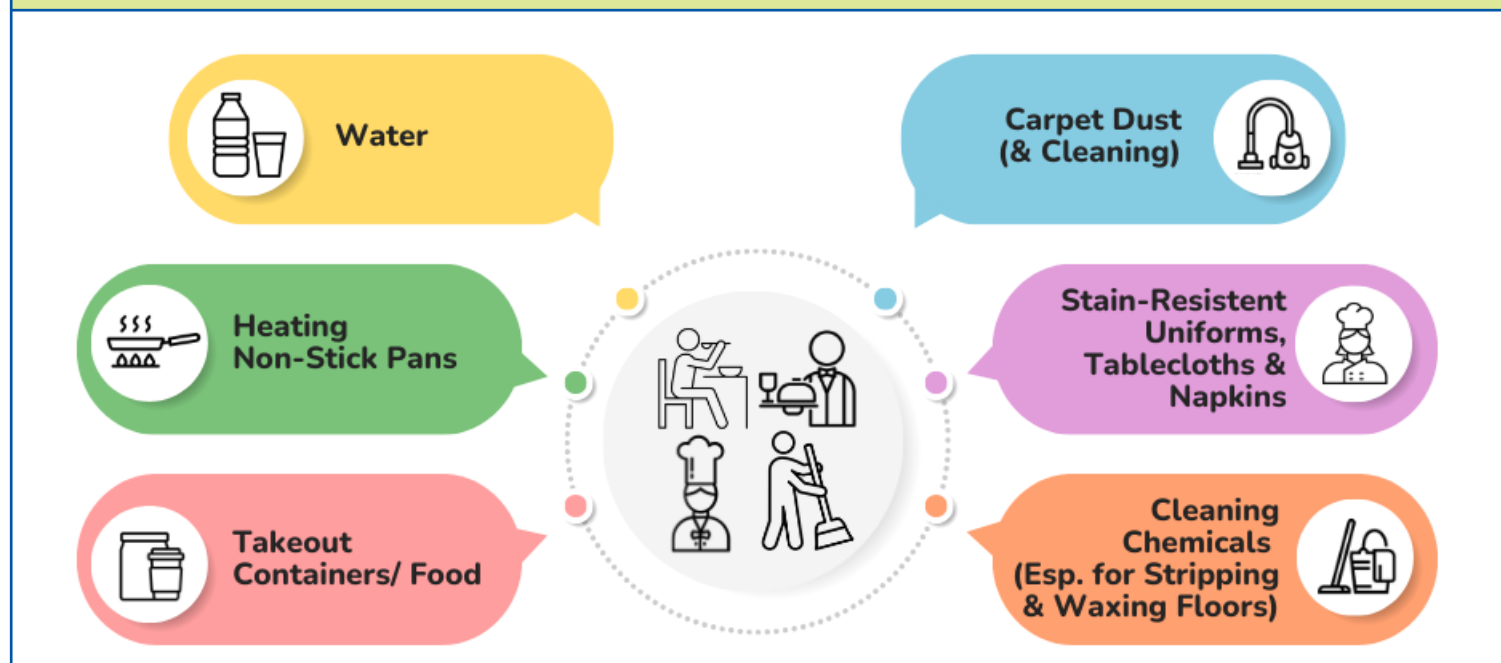 Water
Carpet Dust
(& Cleaning)
Heating
Non-Stick Pans
Stain-Resistent
Uniforms,
Tablecloths &
Napkins
Takeout
Containers/ Food
Cleaning
Chemicals
(Esp. for Stripping
& Waxing Floors)